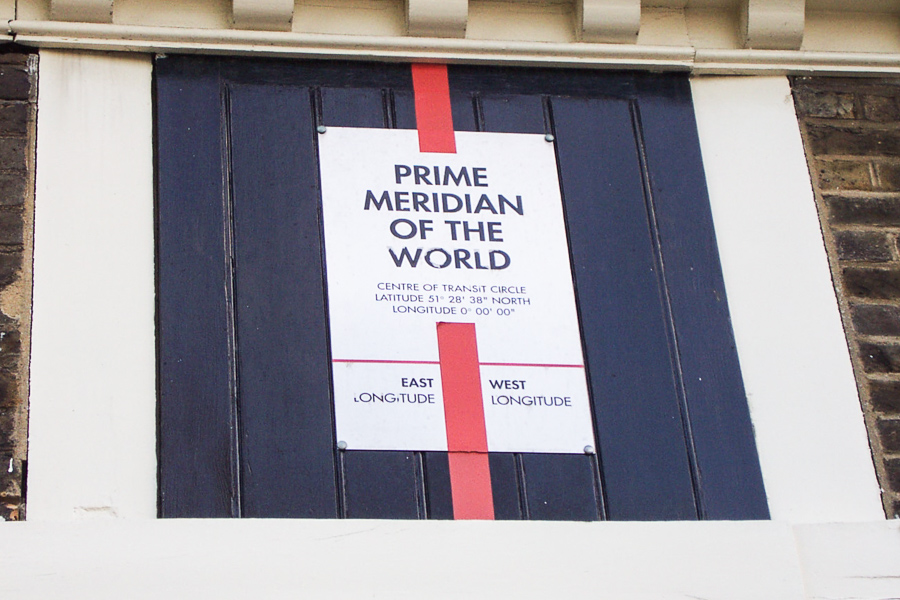 PRIME
MERIDIAN
OF THE
WORLD
CENTRE OF TRANSIT CIRCLE
LATITUDE 51° 28' 38" NORTH
LONGITUDE 0° 00' 00"
EAST WEST
LONGITUDE LONGITUDE